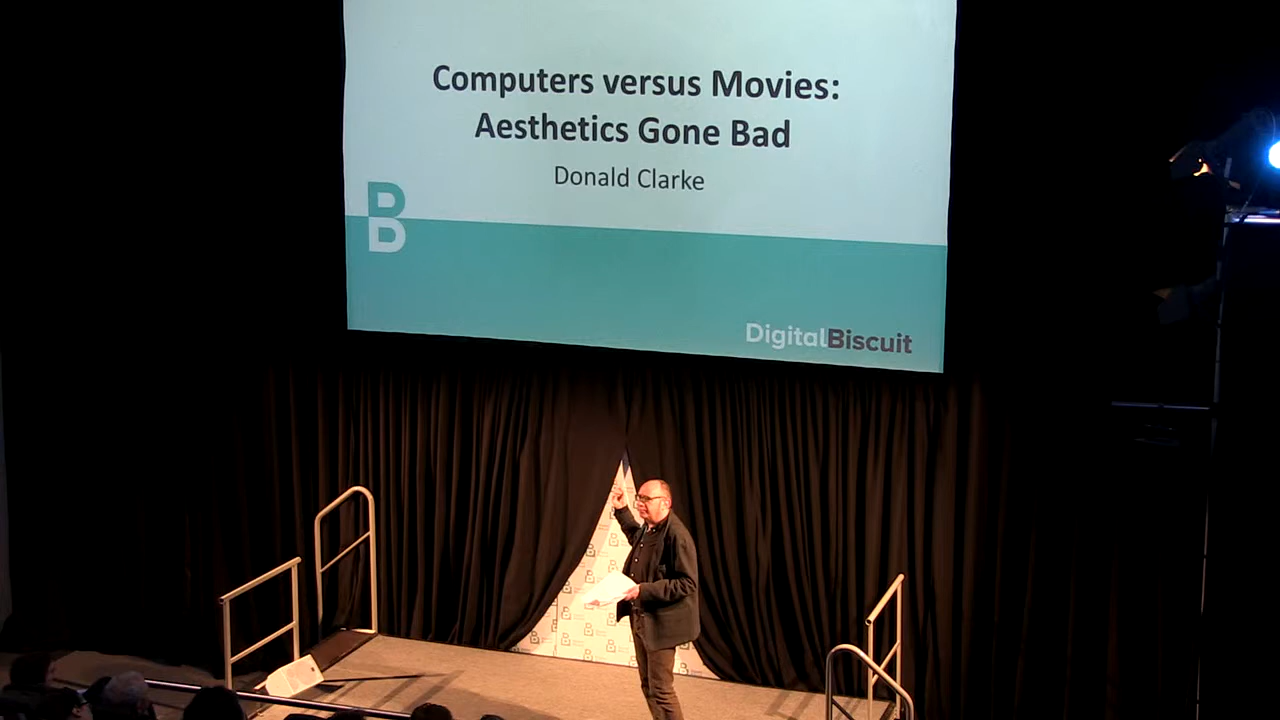 Computers versus Movies:
Aesthetics Gone Bad
Donald Clarke
B
DigitalBiscuit